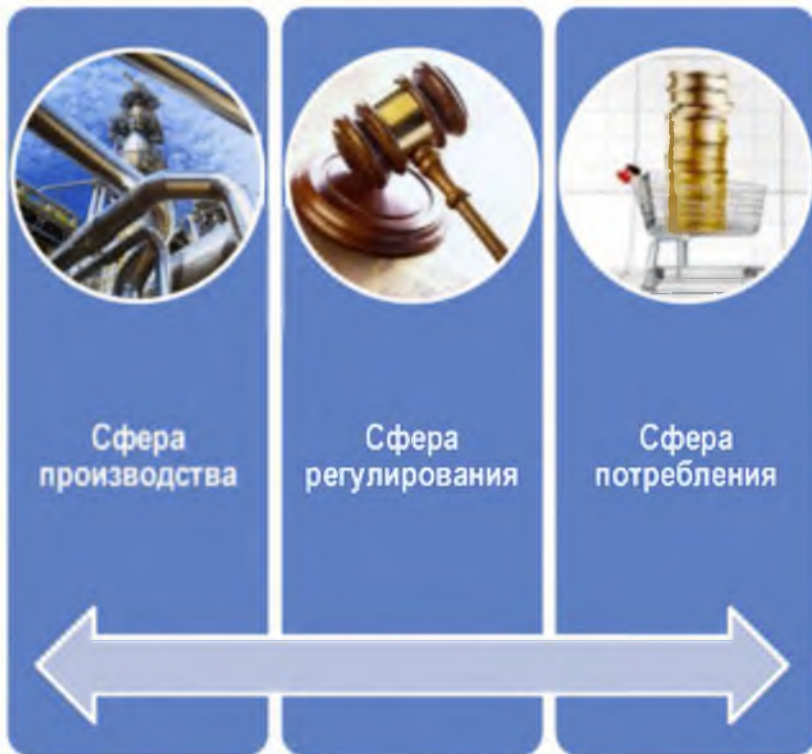 Сфера
производства
Сфера
регулирования
Сфера
потребления